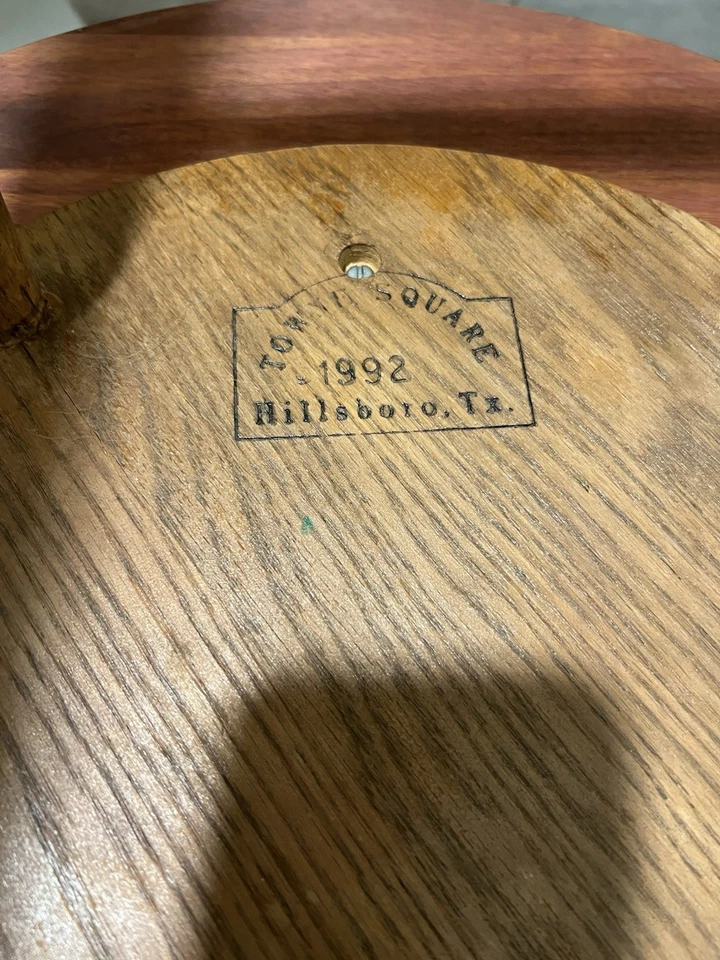 TOWN SQUARE
1992
Hillsboro, Tx.